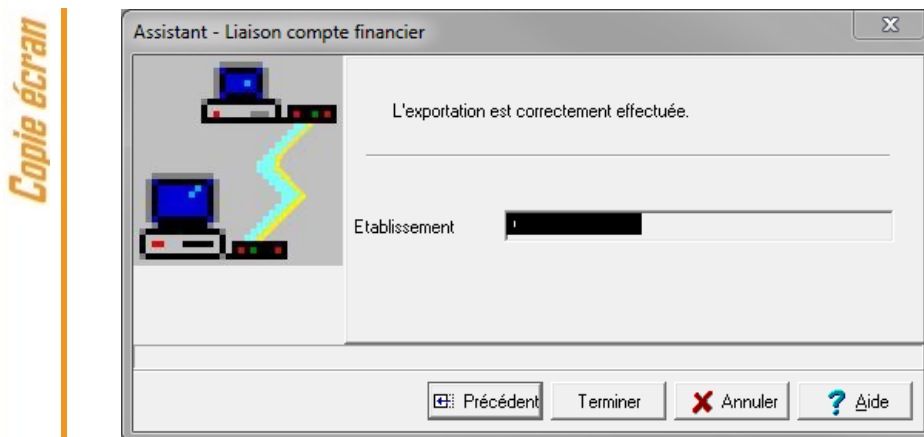 Copie écran
Assistant - Liaison compte financier
L'exportation est correctement effectuée.
Etablissement
Précédent
Terminer
Annuler
Aide